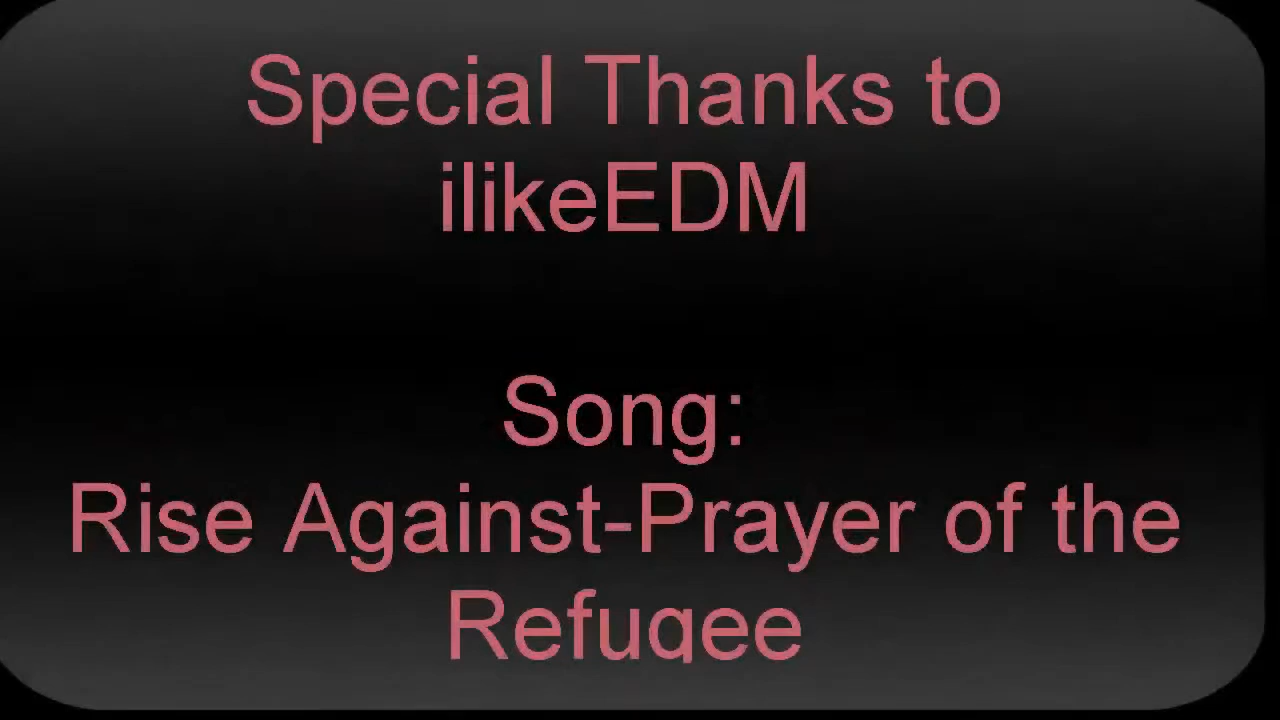 Special Thanks to
ilikeEDM
Song:
Rise Against-Prayer of the
Refugee